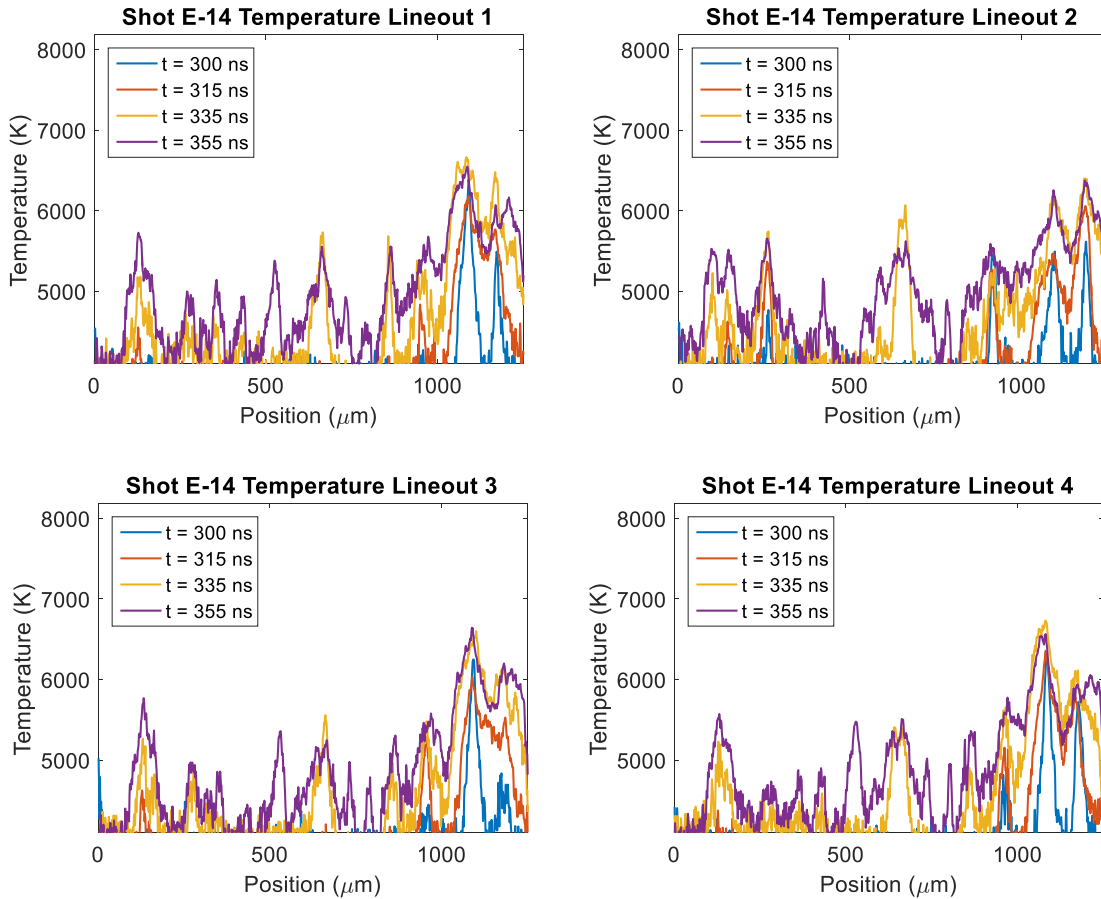 Shot E-14 Temperature Lineout 1
8000
7000
6000
5000
Temperature (K)
t = 300 ns
t = 315 ns
t = 335 ns
t = 355 ns
0
500
1000
Position (μm)
Shot E-14 Temperature Lineout 2
8000
7000
6000
5000
Temperature (K)
t = 300 ns
t = 315 ns
t = 335 ns
t = 355 ns
0
500
1000
Position (μm)
Shot E-14 Temperature Lineout 3
8000
7000
6000
5000
Temperature (K)
t = 300 ns
t = 315 ns
t = 335 ns
t = 355 ns
0
500
1000
Position (μm)
Shot E-14 Temperature Lineout 4
8000
7000
6000
5000
Temperature (K)
t = 300 ns
t = 315 ns
t = 335 ns
t = 355 ns
0
500
1000
Position (μm)